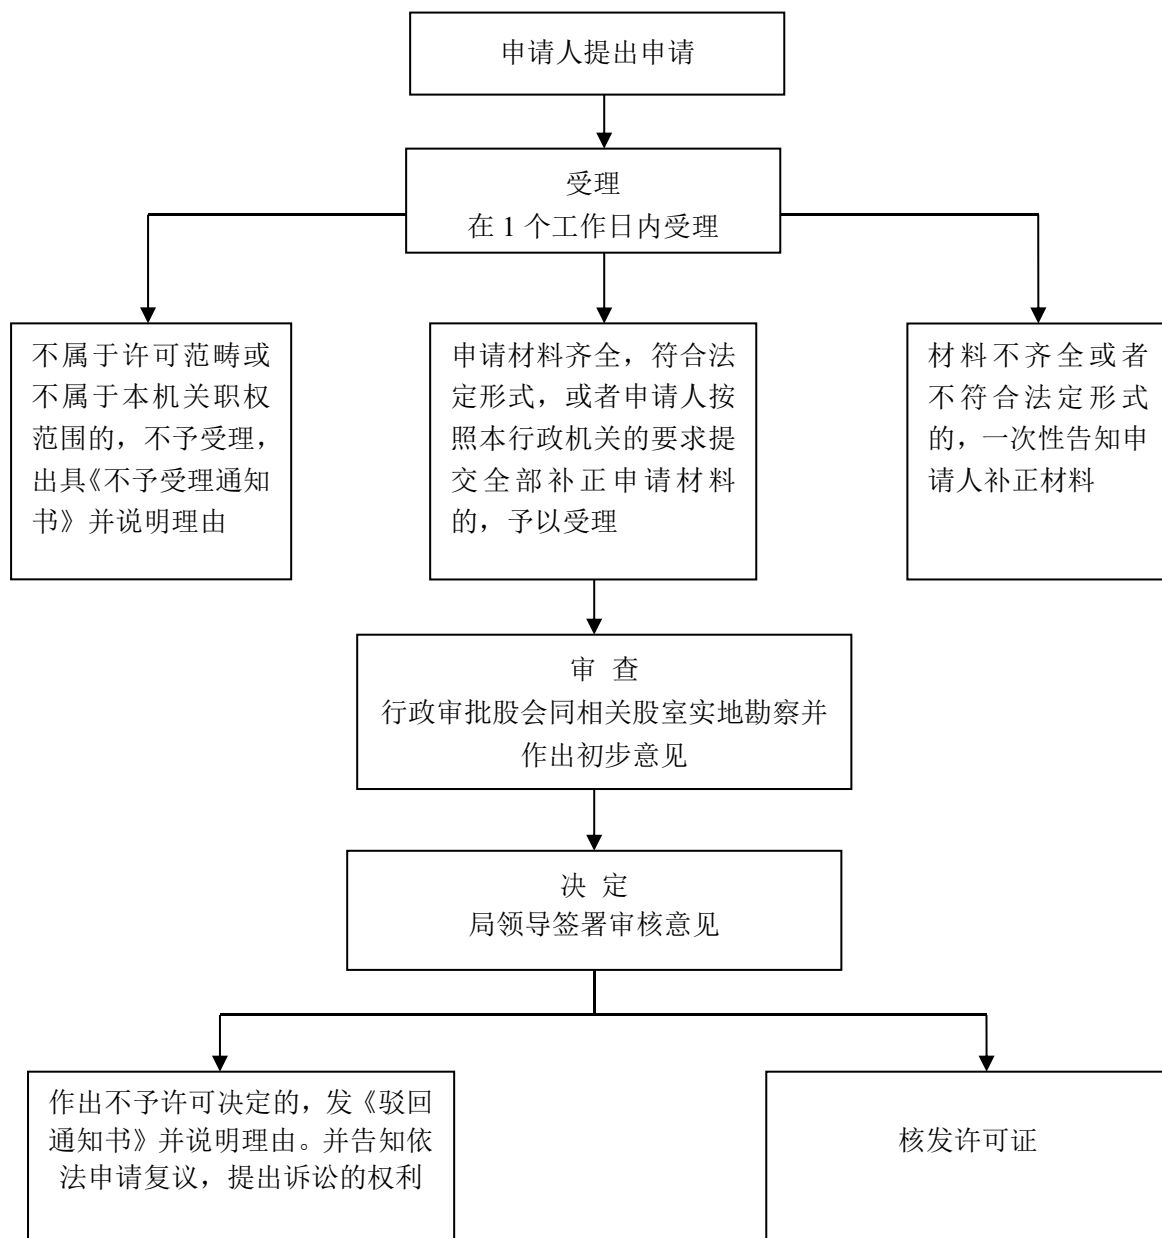 申请人提出申请
受理
在 1 个工作日内受理
不属于许可范畴或
不属于本机关职权
范围的，不予受理，
出具《不予受理通知
书》并说明理由
申请材料齐全，符合法
定形式，或者申请人按
照本行政机关的要求提
交全部补正申请材料
的，予以受理
材料不齐全或者
不符合法定形式
的，一次性告知申
请人补正材料
审 查
行政审批股会同相关股室实地勘察并
作出初步意见
决 定
局领导签署审核意见
作出不予许可决定的，发《驳回
通知书》并说明理由。并告知依
法申请复议，提出诉讼的权利
核发许可证